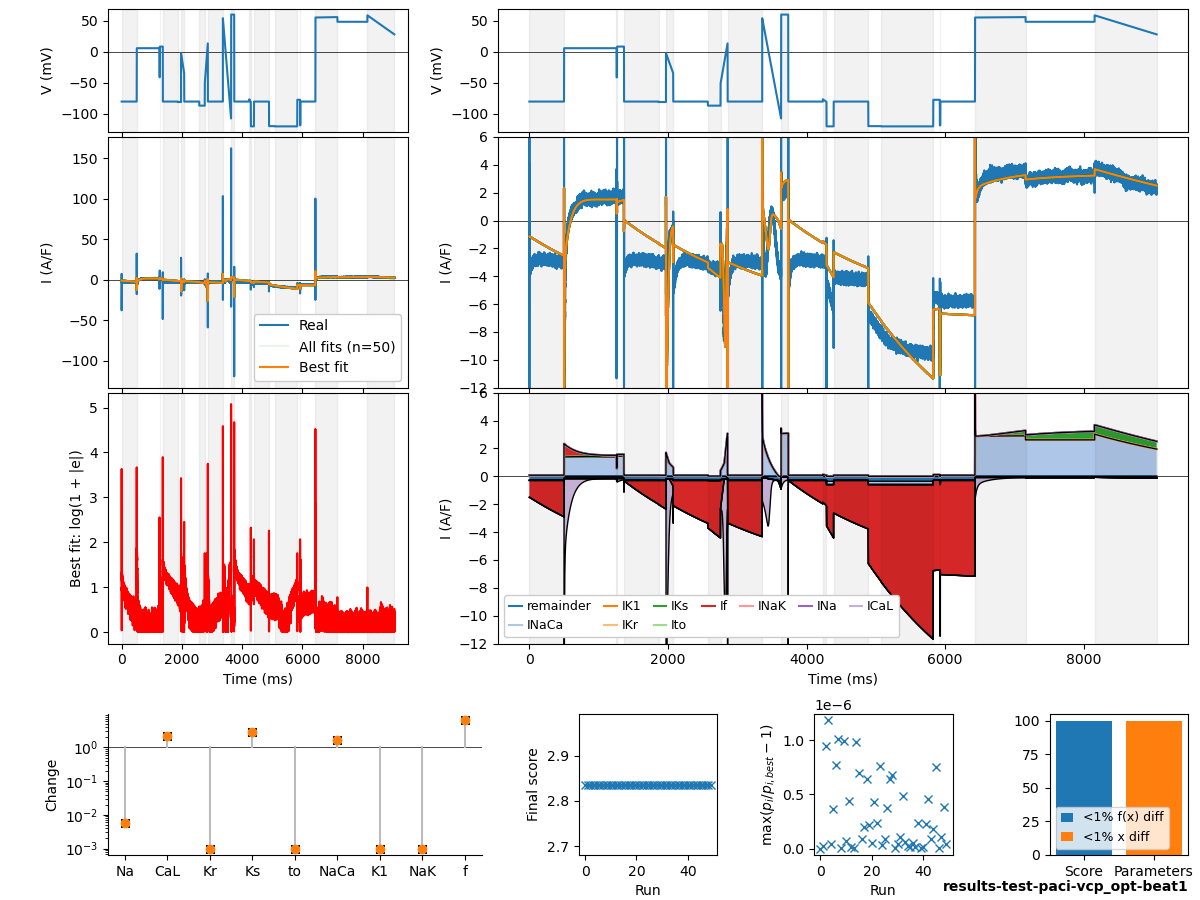 50
0
−50
−100
V (mV)
50
0
−50
−100
V (mV)
150
100
50
0
−50
−100
I (A/F)
Real
All fits (n=50)
Best fit
6
4
2
0
−2
−4
−6
−8
−10
−12
I (A/F)
5
4
3
2
1
0
Best fit: log(1 + |e|)
0 2000 4000 6000 8000
Time (ms)
6
4
2
0
−2
−4
−6
−8
−10
−12
I (A/F)
remainder IK1 IKs If INaK INa ICaL
INaCa IKr Ito
0 2000 4000 6000 8000
Time (ms)
10^0
10^−1
10^−2
10^−3
Change
Na CaL Kr Ks to NaCa K1 NaK f
2.9
2.8
2.7
Final score
0 40
Run
1e−6
1.0
0.5
0.0
max(p_i/p_{i,best} − 1)
0 20 40
Run
100
75
50
25
0
<1% f(x) diff
<1% x diff
Score Parameters
results-test-paci-vcp_opt-beat1